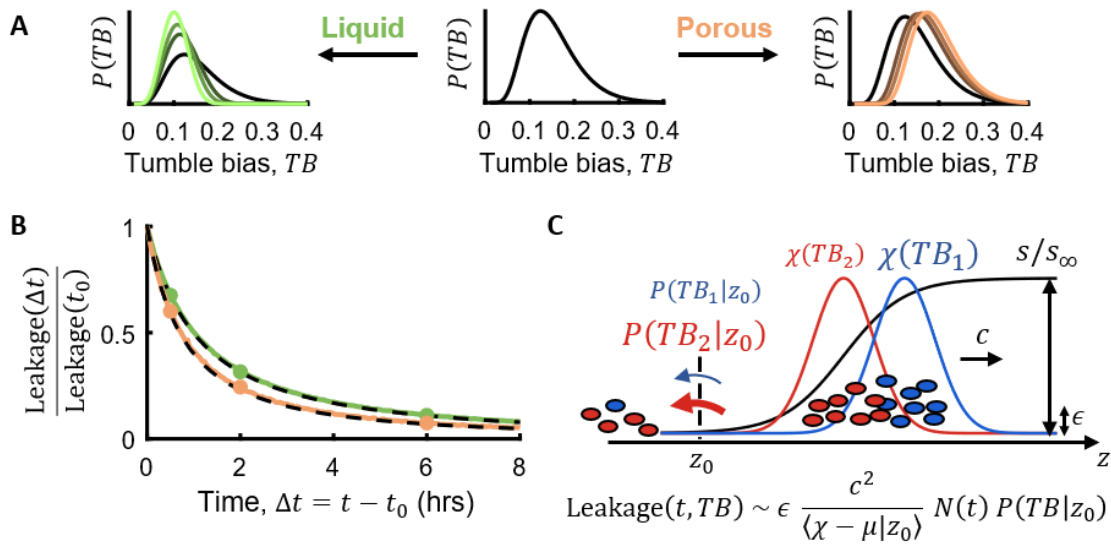 A
P(TB)
0 0.1 0.2 0.3 0.4
Tumble bias, TB
Liquid
P(TB)
0 0.1 0.2 0.3 0.4
Tumble bias, TB
Porous
P(TB)
0 0.1 0.2 0.3 0.4
Tumble bias, TB
B
Leakage(Δt)
Leakage(t₀)
1
0.5
0
0 2 4 6 8
Time, Δt = t − t₀ (hrs)
C
χ(TB₂)
χ(TB₁)
s/s∞
P(TB₁|z₀)
P(TB₂|z₀)
c
ϵ
z₀
z
Leakage(t, TB) ~ ϵ c² / ⟨χ − μ|z₀⟩ N(t) P(TB|z₀)